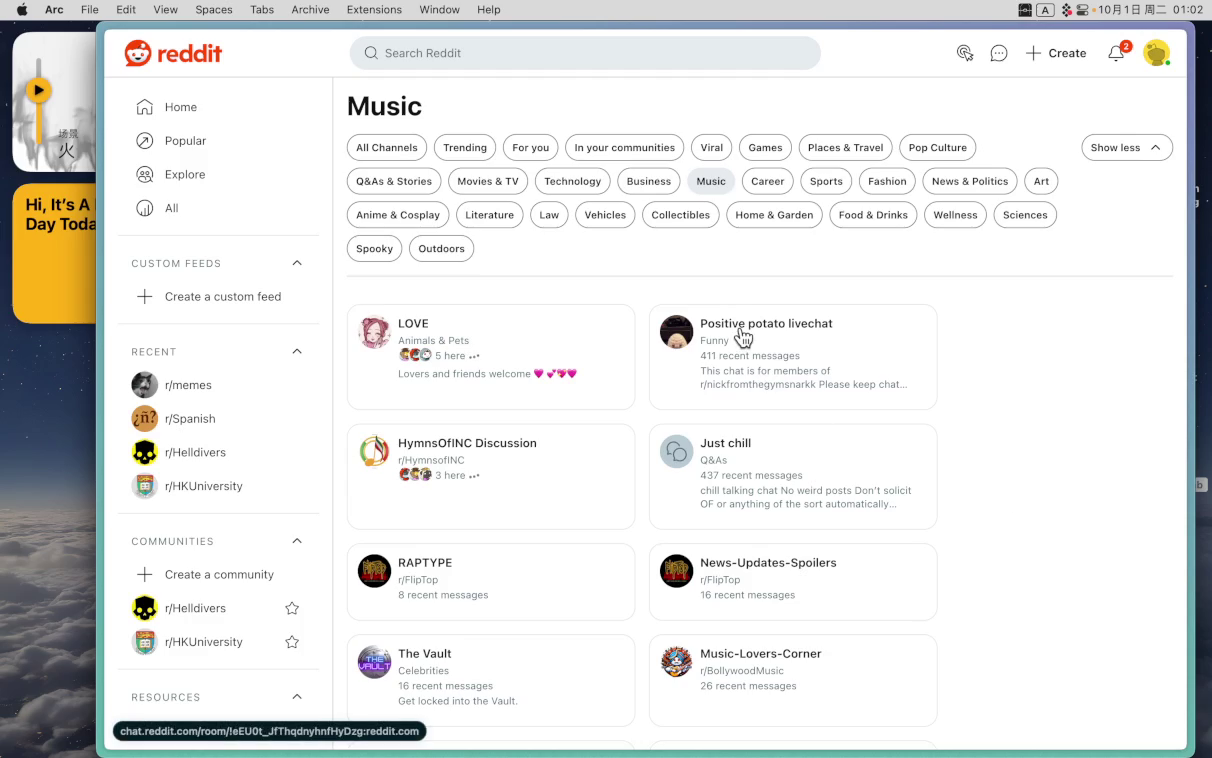 Arc File Edit View Spaces Tabs Archive Extensions Window Help A 10月1日 周二 01:02
场景
火
Hi, It's A
Day Toda
reddit
Search Reddit
Create
2
Home
Popular
Explore
All
CUSTOM FEEDS
Create a custom feed
RECENT
r/memes
¿ñ? r/Spanish
r/Helldivers
r/HKUniversity
COMMUNITIES
Create a community
r/Helldivers
r/HKUniversity
RESOURCES
chat.reddit.com/room/!eEU0t_JfThqdnyhnfHyDzg:reddit.com
Music
All Channels Trending For you In your communities Viral Games Places & Travel Pop Culture Show less
Q&As & Stories Movies & TV Technology Business Music Career Sports Fashion News & Politics Art
Anime & Comedy Literature Law Vehicles Collectibles Home & Garden Food & Drinks Wellness Sciences
Spooky Outdoors
LOVE
Animals & Pets
5 here
Lovers and friends welcome
Positive potato livechat
Funny
411 recent messages
This chat is for members of
r/nickfromthegymsnarkk Please keep chat...
HymnsOfINC Discussion
r/HymnsofINC
3 here
Just chill
Q&As
437 recent messages
chill talking chat No weird posts Don't solicit
OF or anything of the sort automatically...
RAPTYPE
r/FlipTop
8 recent messages
News-Updates-Spoilers
r/FlipTop
16 recent messages
THE VAULT
The Vault
Celebrities
16 recent messages
Get locked into the Vault.
Music-Lovers-Corner
r/BollywoodMusic
26 recent messages